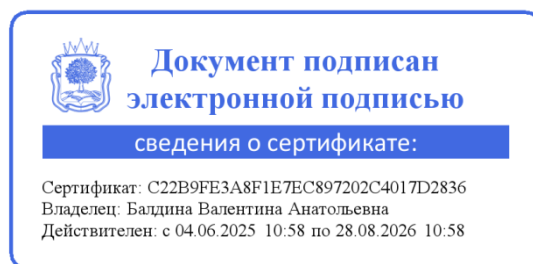 Документ подписан
электронной подписью
сведения о сертификате:
Сертификат: C22B9FE3A8F1E7EC897202C4017D2836
Владелец: Балдина Валентина Анатольевна
Действителен: с 04.06.2025 10:58 по 28.08.2026 10:58